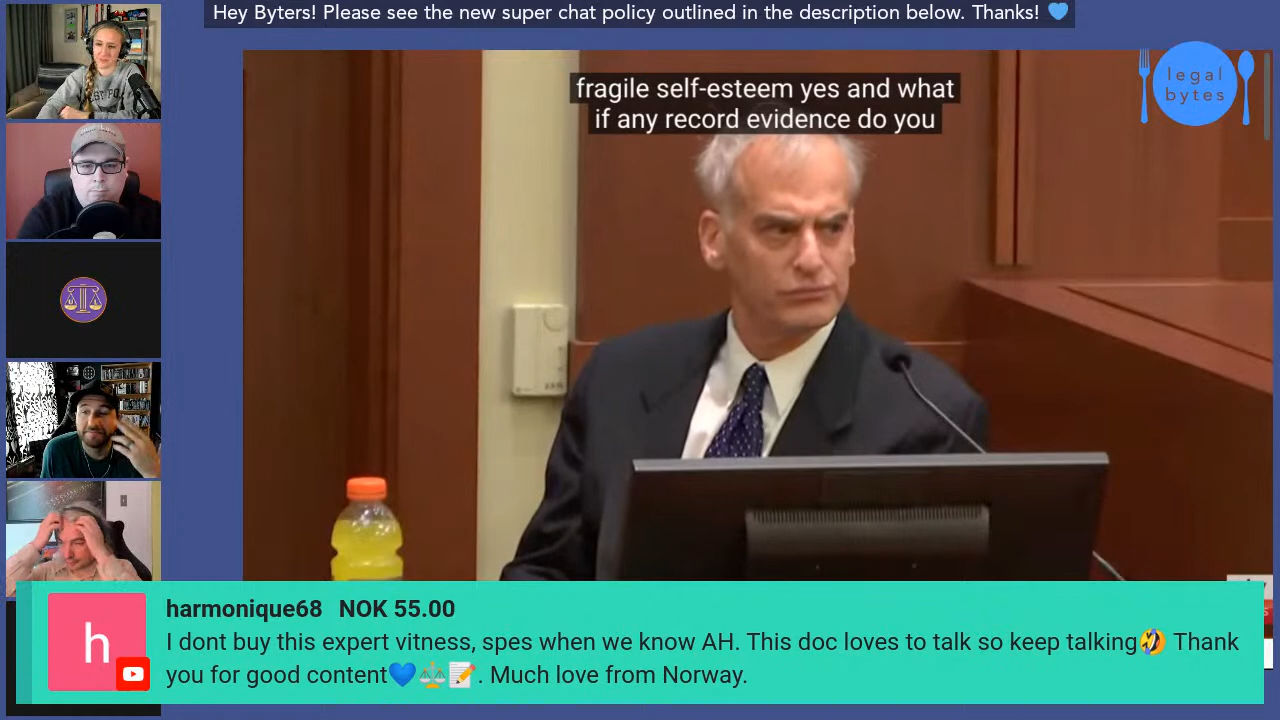 Hey Byters! Please see the new super chat policy outlined in the description below. Thanks! 💙
legal
bytes
fragile self-esteem yes and what
if any record evidence do you
harmonique68 NOK 55.00
h
I dont buy this expert vitness, spes when we know AH. This doc loves to talk so keep talking🤣 Thank
you for good content💙⚖️📝. Much love from Norway.